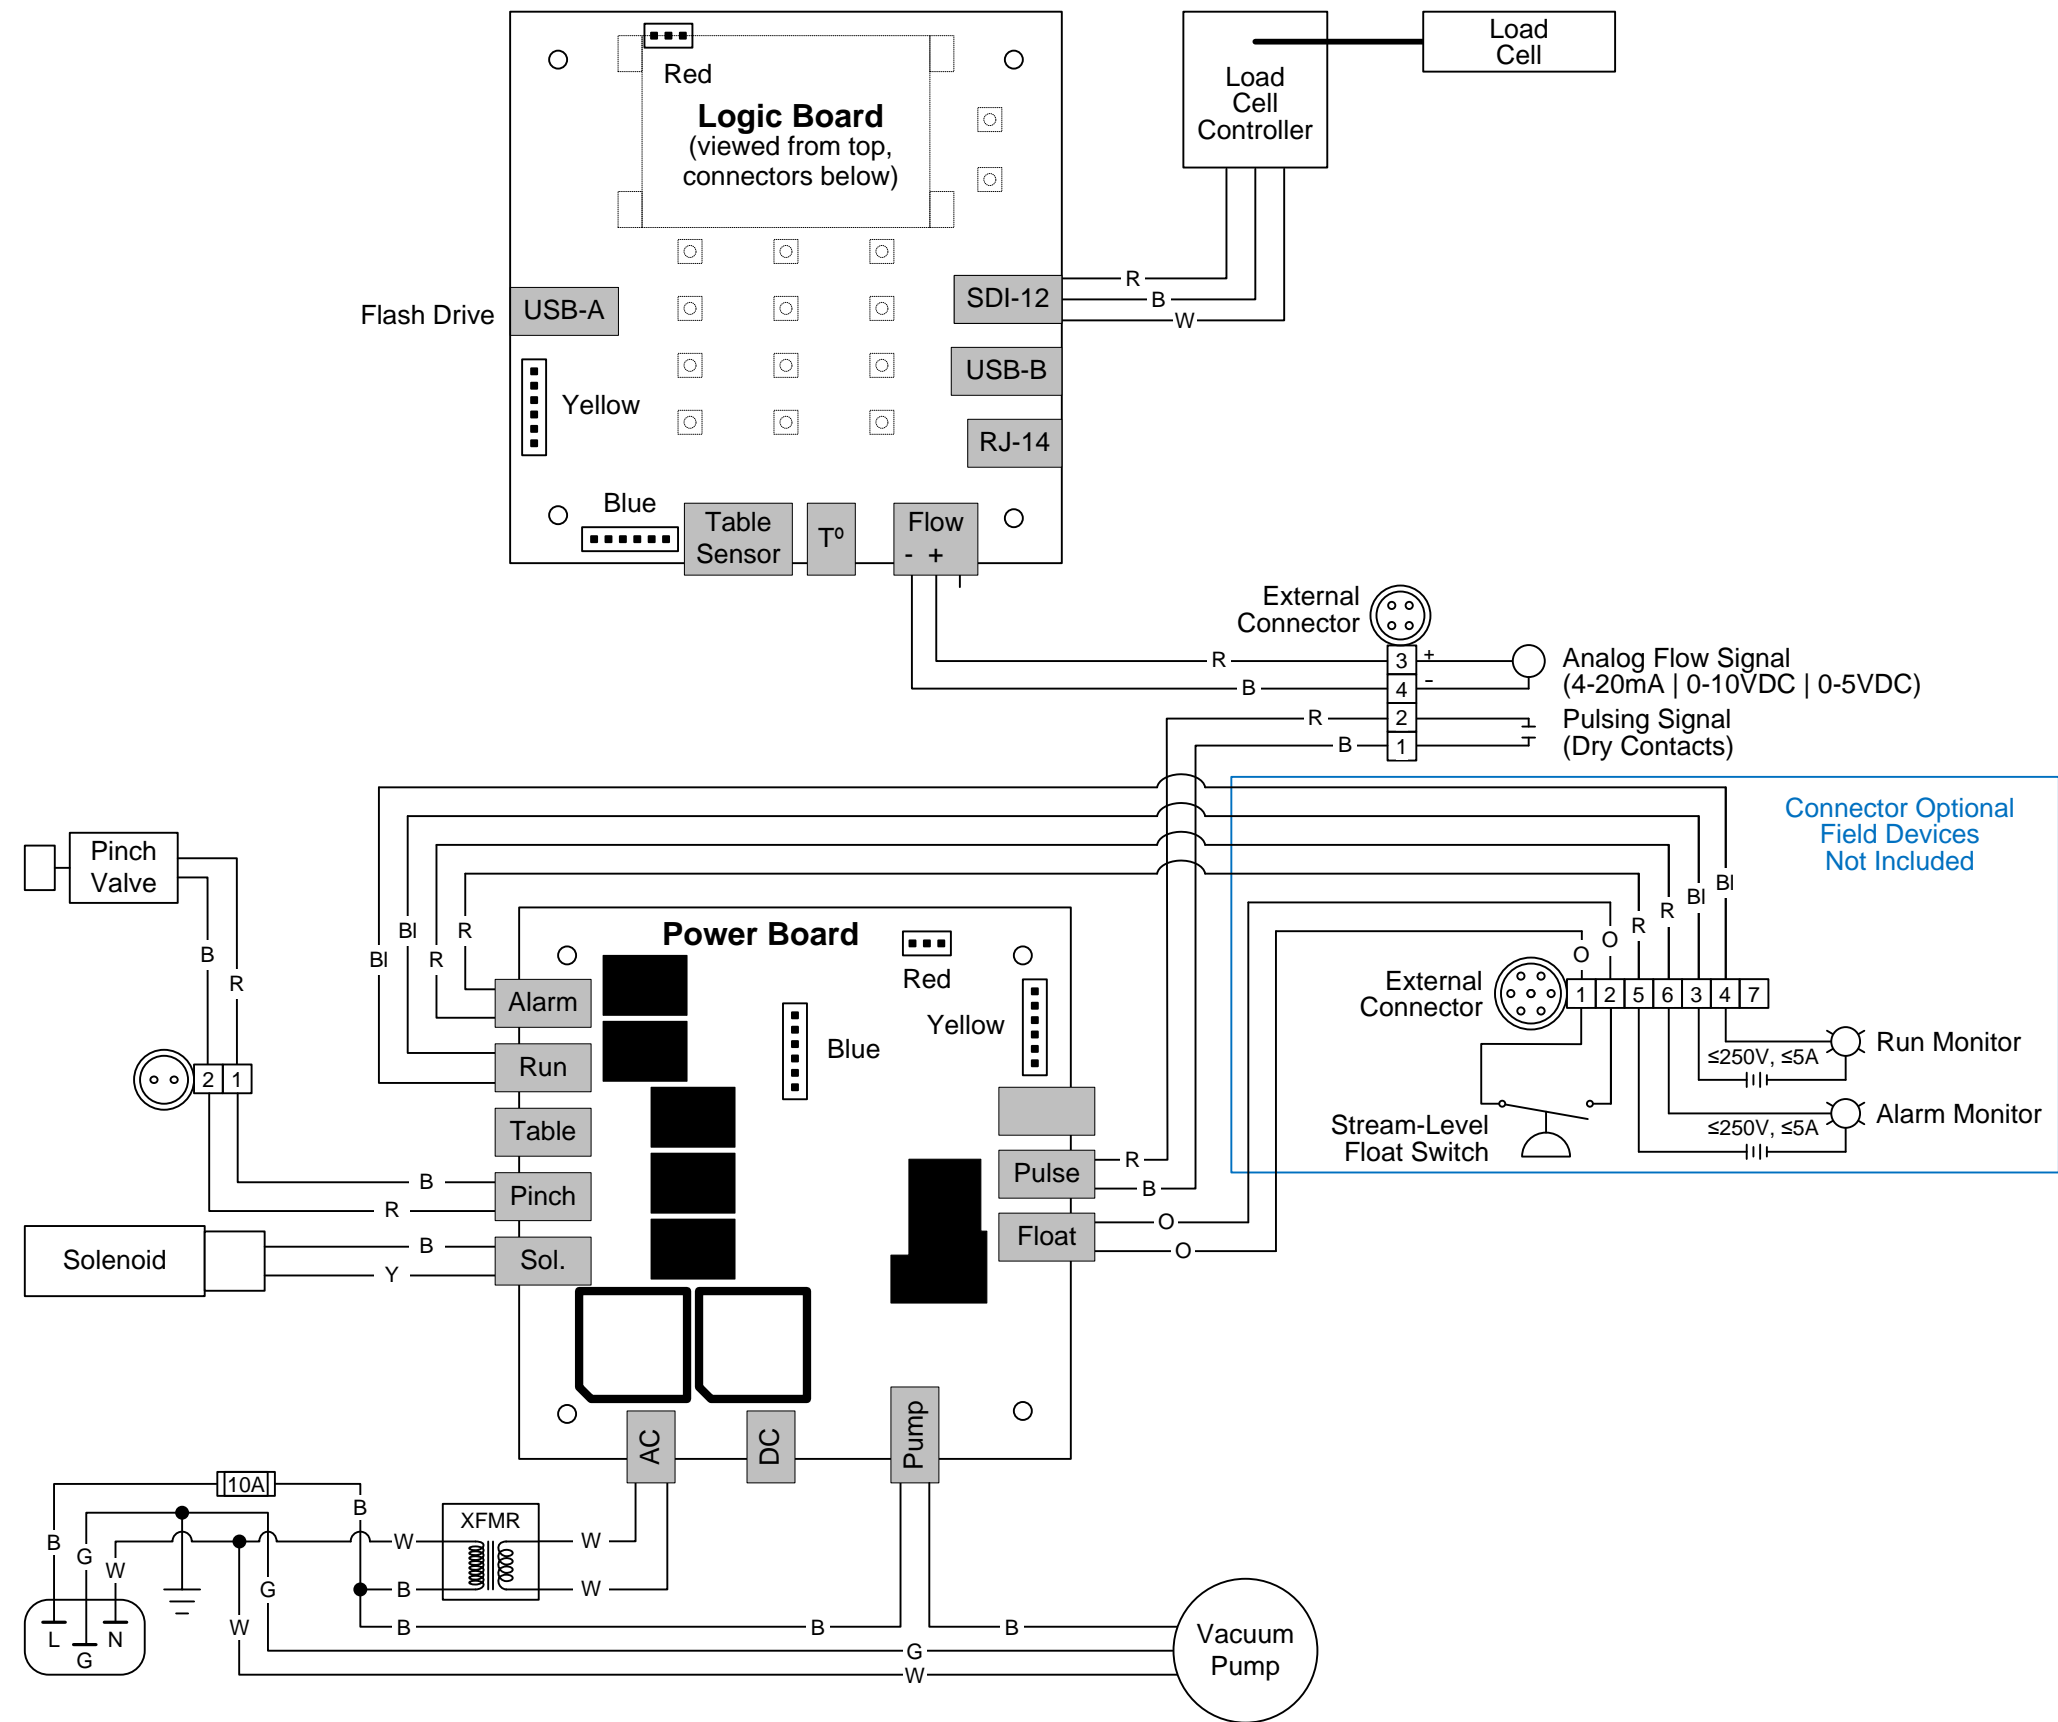 Load
Cell
Load
Cell
Controller
Red
Logic Board
(viewed from top,
connectors below)
R
B
W
SDI-12
Flash Drive
USB-A
USB-B
Yellow
RJ-14
Blue
Table
Sensor
Tº
Flow
- +
External
Connector
R
3
+
B
4
-
Analog Flow Signal
(4-20mA | 0-10VDC | 0-5VDC)
R
2
B
1
Pulsing Signal
(Dry Contacts)
Connector Optional
Field Devices
Not Included
Pinch
Valve
B
R
2 1
Bl
Bl
R
R
Power Board
Red
Yellow
Blue
Alarm
Run
Table
Pinch
Sol.
B
R
Solenoid
B
Y
Pulse
Float
R
B
O
O
O
O
R
R
Bl
Bl
External
Connector
1 2 5 6 3 4 7
≤250V, ≤5A
Run Monitor
≤250V, ≤5A
Alarm Monitor
Stream-Level
Float Switch
AC
DC
Pump
10A
B
B
G
W
W
XFMR
W
B
W
G
W
B
B
B
G
W
L
G
N
Vacuum
Pump